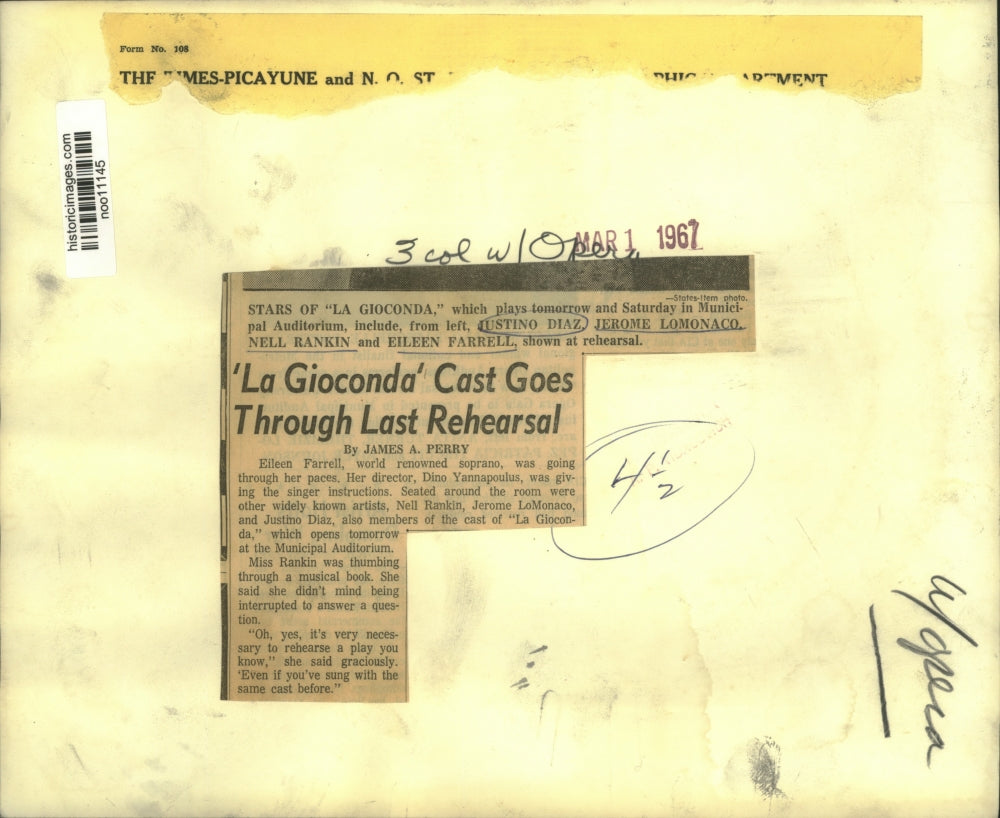 Form No. 108
THE TIMES-PICAYUNE and N. O. ST
historicimages.com
noo11145
3 col w/ Opera
MAR 1 1967
—States-Item photo.
STARS OF "LA GIOCONDA," which plays tomorrow and Saturday in Munici-
pal Auditorium, include, from left, JUSTINO DIAZ, JEROME LOMONACO,
NELL RANKIN and EILEEN FARRELL, shown at rehearsal.
'La Gioconda' Cast Goes
Through Last Rehearsal
By JAMES A. PERRY
Eileen Farrell, world renowned soprano, was going
through her paces. Her director, Dino Yannapoulus, was giv-
ing the singer instructions. Seated around the room were
other widely known artists, Nell Rankin, Jerome LoMonaco,
and Justino Diaz, also members of the cast of "La Giocon-
da," which opens tomorrow
at the Municipal Auditorium.
Miss Rankin was thumbing
through a musical book. She
said she didn't mind being
interrupted to answer a ques-
tion.
"Oh, yes, it's very neces-
sary to rehearse a play you
know," she said graciously.
'Even if you've sung with the
same cast before."
4 1/2
w/ opera